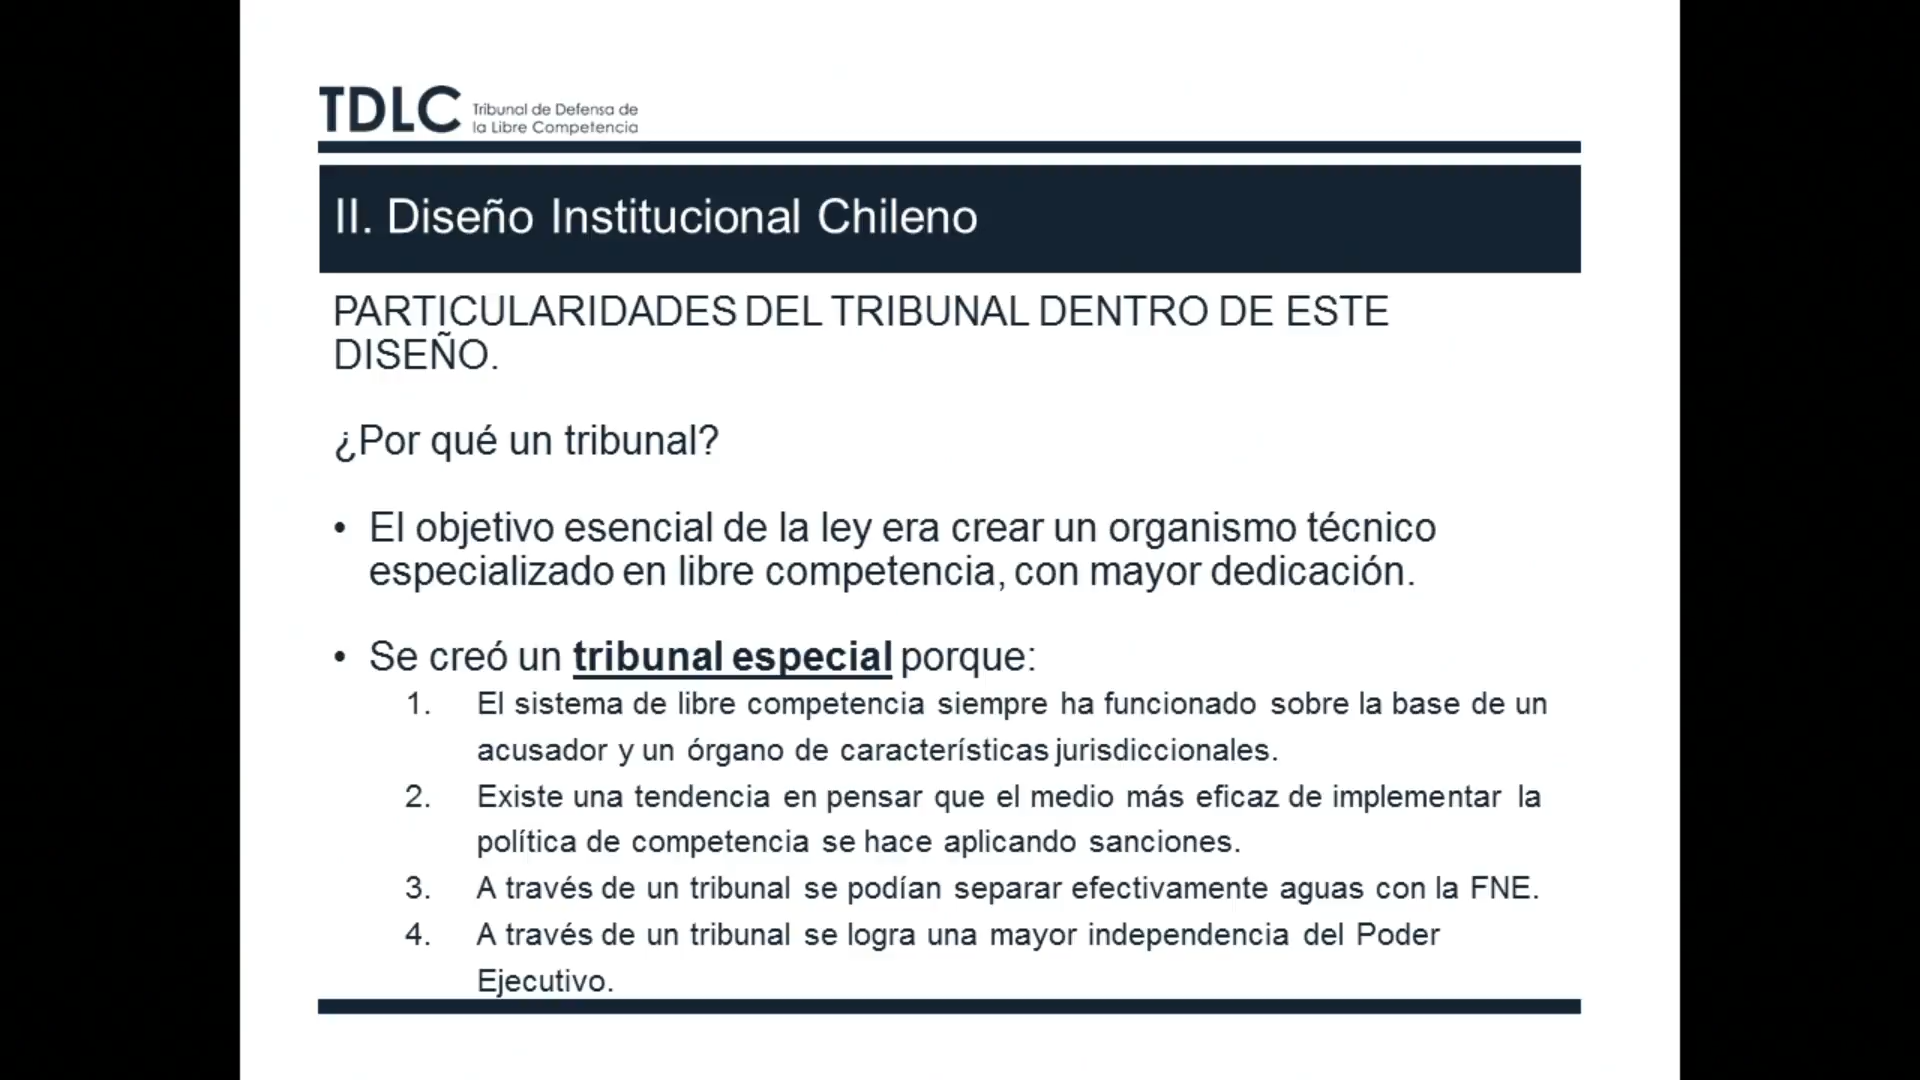 TDLC Tribunal de Defensa de
la Libre Competencia
II. Diseño Institucional Chileno
PARTICULARIDADES DEL TRIBUNAL DENTRO DE ESTE
DISEÑO.
¿Por qué un tribunal?
• El objetivo esencial de la ley era crear un organismo técnico
especializado en libre competencia, con mayor dedicación.
• Se creó un tribunal especial porque:
1. El sistema de libre competencia siempre ha funcionado sobre la base de un
acusador y un órgano de características jurisdiccionales.
2. Existe una tendencia en pensar que el medio más eficaz de implementar la
política de competencia se hace aplicando sanciones.
3. A través de un tribunal se podían separar efectivamente aguas con la FNE.
4. A través de un tribunal se logra una mayor independencia del Poder
Ejecutivo.